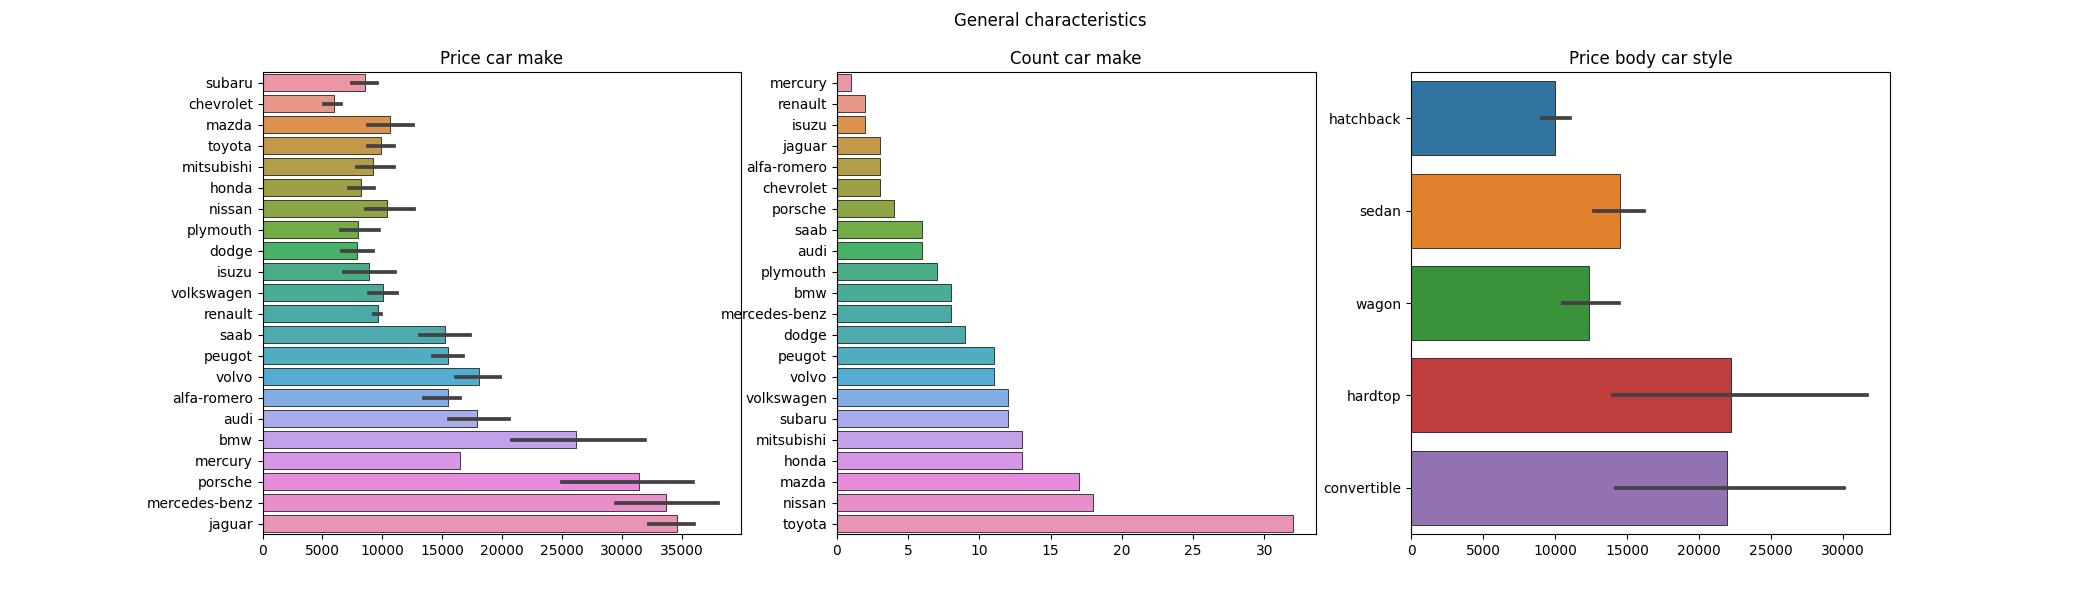 General characteristics
Price car make
subaru
chevrolet
mazda
toyota
mitsubishi
honda
nissan
plymouth
dodge
isuzu
volkswagen
renault
saab
peugot
volvo
alfa-romero
audi
bmw
mercury
porsche
mercedes-benz
jaguar
0 5000 10000 15000 20000 25000 30000 35000
Count car make
mercury
renault
isuzu
jaguar
alfa-romero
chevrolet
porsche
saab
audi
plymouth
bmw
mercedes-benz
dodge
peugot
volvo
volkswagen
subaru
mitsubishi
honda
mazda
nissan
toyota
0 5 10 15 20 25 30
Price body car style
hatchback
sedan
wagon
hardtop
convertible
0 5000 10000 15000 20000 25000 30000